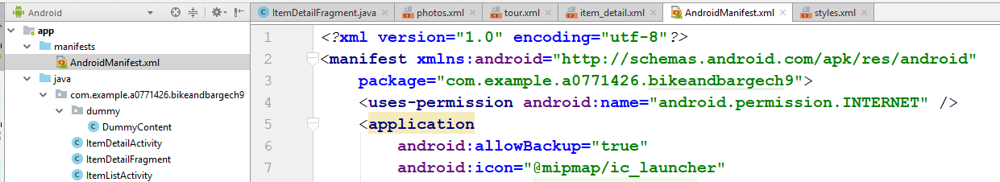 Android
ItemDetailFragment.java
photos.xml
tour.xml
item_detail.xml
AndroidManifest.xml
styles.xml
app
manifests
AndroidManifest.xml
java
com.example.a0771426.bikeandbargech9
dummy
DummyContent
ItemDetailActivity
ItemDetailFragment
ItemListActivity
1 <?xml version="1.0" encoding="utf-8"?>
2 <manifest xmlns:android="http://schemas.android.com/apk/res/android"
3 package="com.example.a0771426.bikeandbargech9">
4 <uses-permission android:name="android.permission.INTERNET" />
5 <application
6 android:allowBackup="true"
7 android:icon="@mipmap/ic_launcher"